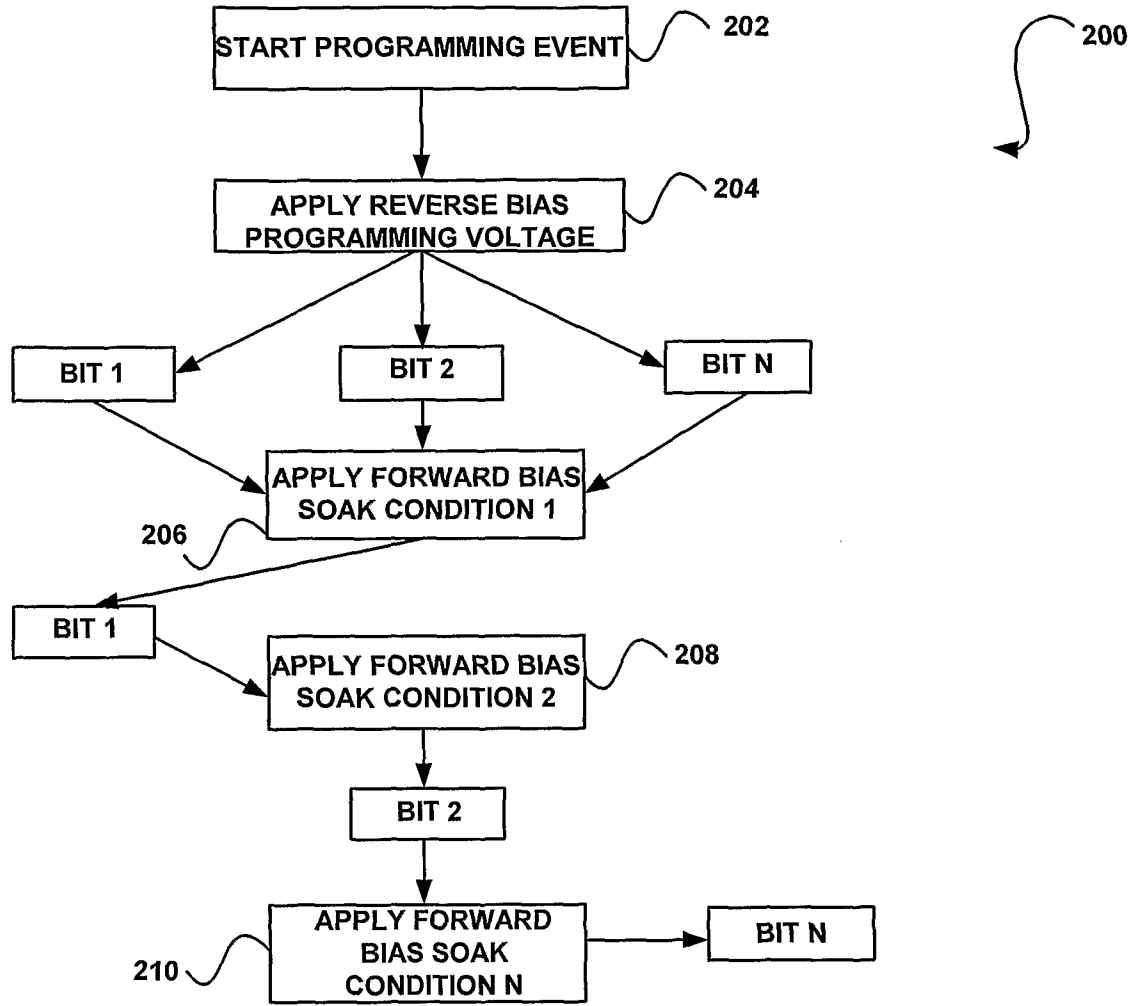 START PROGRAMMING EVENT
202
200
APPLY REVERSE BIAS
PROGRAMMING VOLTAGE
204
BIT 1
BIT 2
BIT N
APPLY FORWARD BIAS
SOAK CONDITION 1
206
BIT 1
APPLY FORWARD BIAS
SOAK CONDITION 2
208
BIT 2
APPLY FORWARD
BIAS SOAK
CONDITION N
210
BIT N